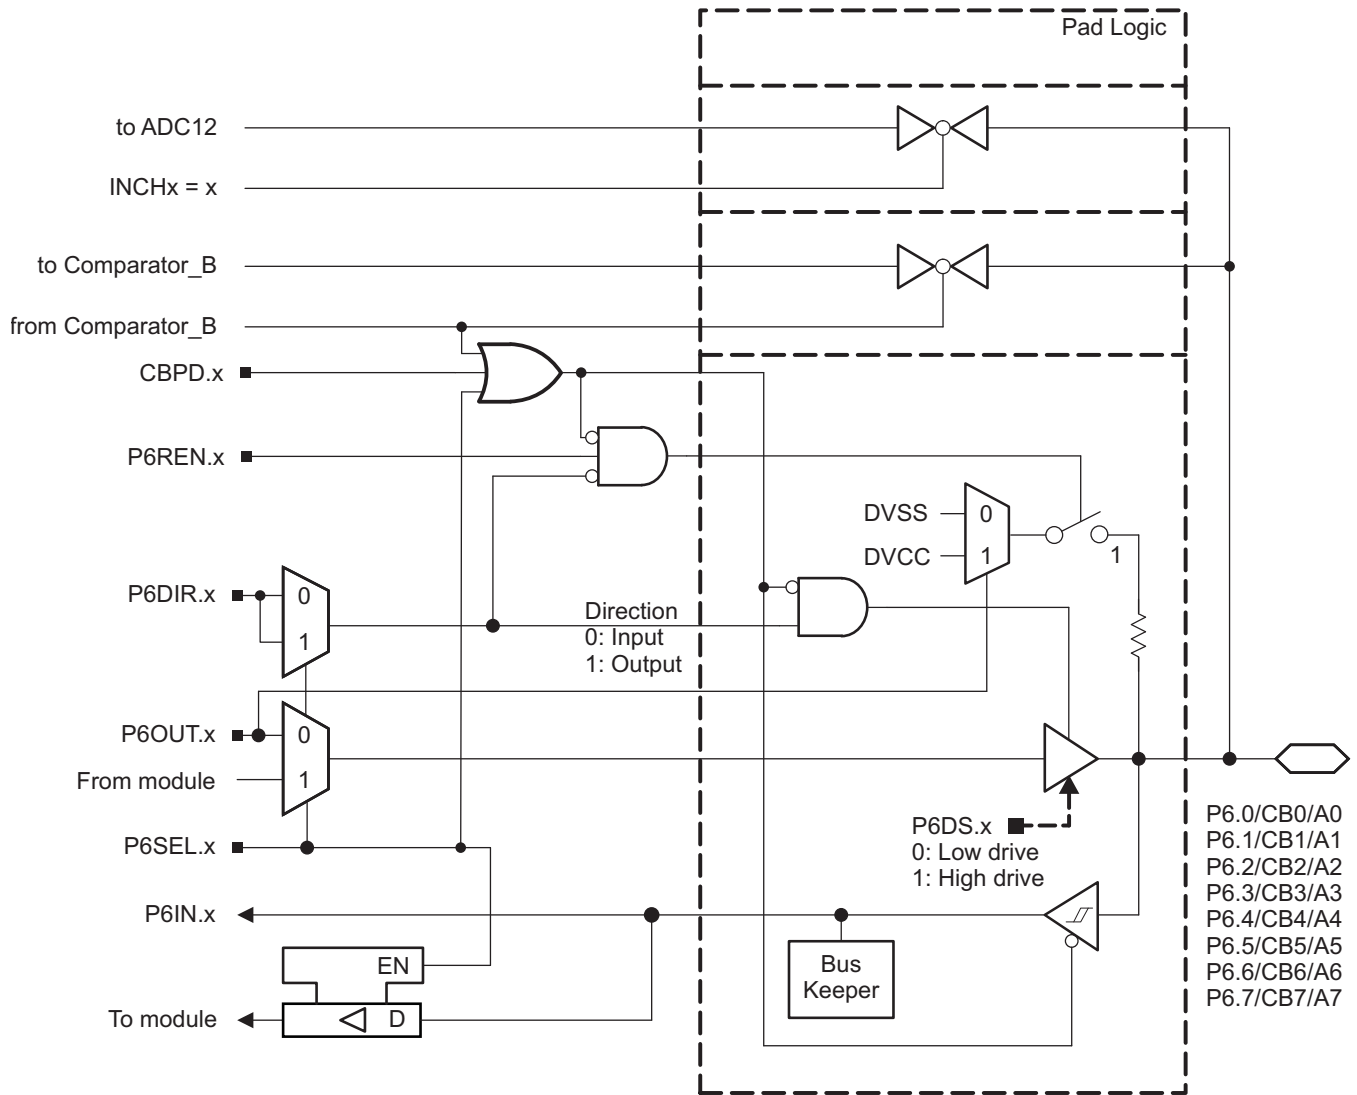 Pad Logic
to ADC12
INCHx = x
to Comparator_B
from Comparator_B
CBPD.x
P6REN.x
DVSS
0
DVCC
1
1
P6DIR.x
0
1
Direction
0: Input
1: Output
P6OUT.x
0
From module
1
P6SEL.x
P6DS.x
0: Low drive
1: High drive
P6IN.x
EN
D
To module
Bus
Keeper
P6.0/CB0/A0
P6.1/CB1/A1
P6.2/CB2/A2
P6.3/CB3/A3
P6.4/CB4/A4
P6.5/CB5/A5
P6.6/CB6/A6
P6.7/CB7/A7